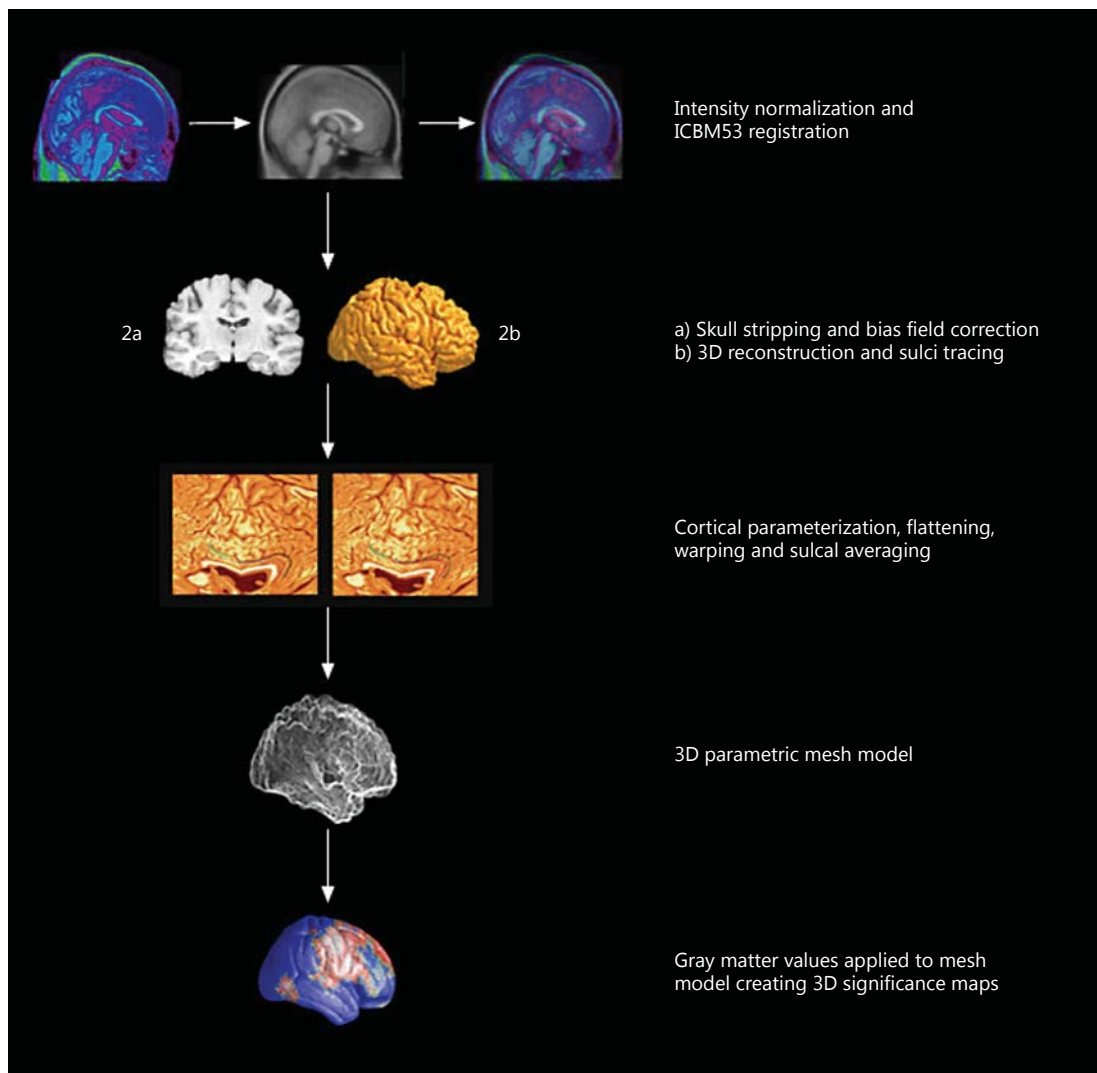 Intensity normalization and
ICBM53 registration
2a
2b
a) Skull stripping and bias field correction
b) 3D reconstruction and sulci tracing
Cortical parameterization, flattening,
warping and sulcal averaging
3D parametric mesh model
Gray matter values applied to mesh
model creating 3D significance maps